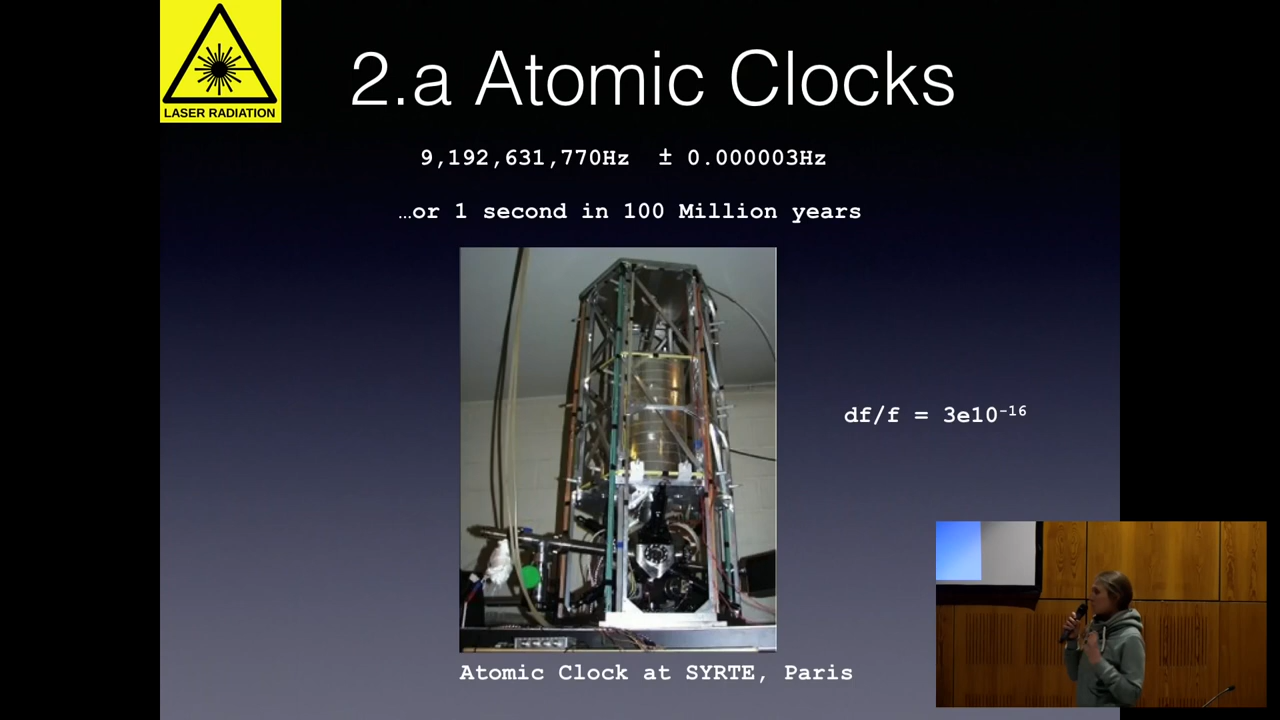 LASER RADIATION
2.a Atomic Clocks
9,192,631,770Hz ± 0.000003Hz
…or 1 second in 100 Million years
df/f = 3e10⁻¹⁶
Atomic Clock at SYRTE, Paris